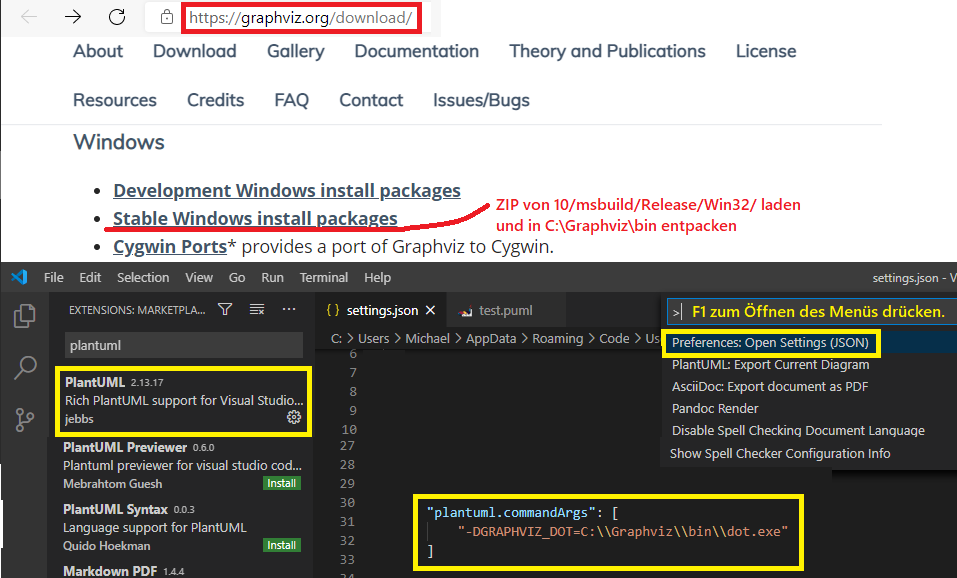 https://graphviz.org/download/
About Download Gallery Documentation Theory and Publications License
Resources Credits FAQ Contact Issues/Bugs
Windows
• Development Windows install packages
• Stable Windows install packages
ZIP von 10/msbuild/Release/Win32/ laden
und in C:\Graphviz\bin entpacken
• Cygwin Ports* provides a port of Graphviz to Cygwin.
File Edit Selection View Go Run Terminal Help
settings.json - V
EXTENSIONS: MARKETPLA... ···
plantuml
PlantUML 2.13.17
Rich PlantUML support for Visual Studio...
jebbs
PlantUML Previewer 0.6.0
Plantuml previewer for visual studio cod...
Mebrahtom Guesh Install
PlantUML Syntax 0.0.3
Language support for PlantUML
Quido Hoekman Install
Markdown PDF 1.4.4
{ } settings.json × test.puml
C: > Users > Michael > AppData > Roaming > Code > Us
6
7
8
9
10
27
28
29
30
31 "plantuml.commandArgs": [
32 "-DGRAPHVIZ_DOT=C:\\Graphviz\\bin\\dot.exe"
33 ]
34
>| F1 zum Öffnen des Menüs drücken.
Preferences: Open Settings (JSON)
PlantUML: Export Current Diagram
AsciiDoc: Export document as PDF
Pandoc Render
Disable Spell Checking Document Language
Show Spell Checker Configuration Info